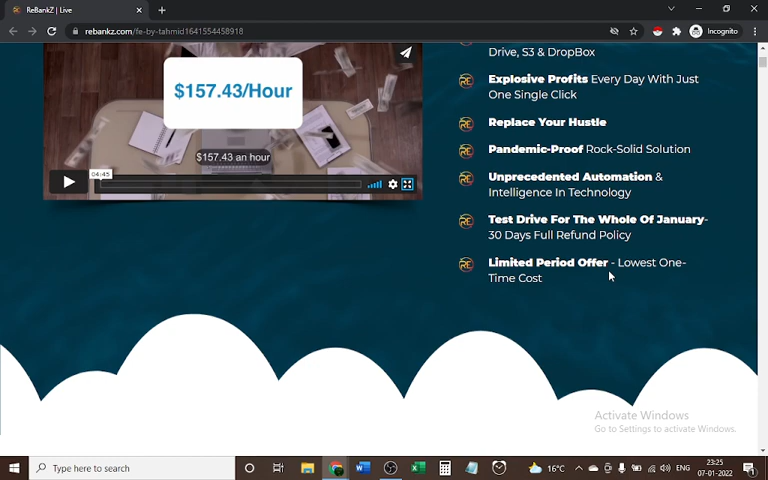 ReBankZ | Live
rebankz.com/fe-by-tahmid1641554458918
Incognito
Drive, S3 & DropBox
$157.43/Hour
Explosive Profits Every Day With Just
One Single Click
Replace Your Hustle
Pandemic-Proof Rock-Solid Solution
$157.43 an hour
04:45
Unprecedented Automation &
Intelligence In Technology
Test Drive For The Whole Of January-
30 Days Full Refund Policy
Limited Period Offer - Lowest One-
Time Cost
Activate Windows
Go to Settings to activate Windows.
Type here to search
16°C
ENG
23:25
07-01-2022